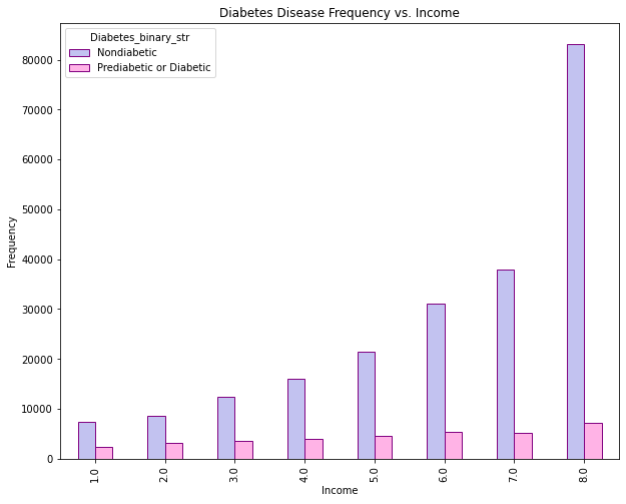 Diabetes Disease Frequency vs. Income
Diabetes_binary_str
Nondiabetic
Prediabetic or Diabetic
80000
70000
60000
50000
40000
30000
20000
10000
0
Frequency
1.0 2.0 3.0 4.0 5.0 6.0 7.0 8.0
Income